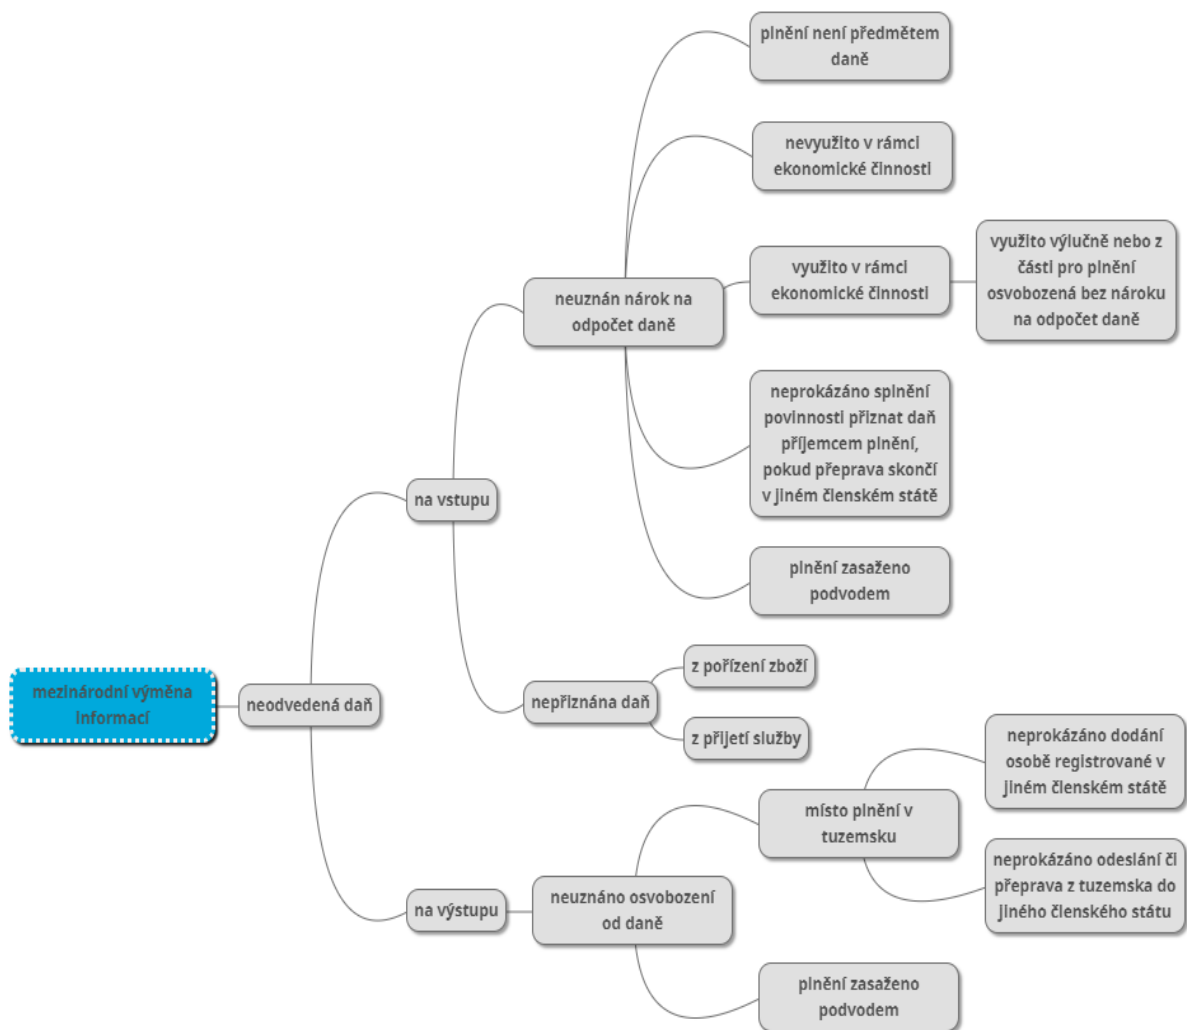 plnění není předmětem
daně
nevyužito v rámci
ekonomické činnosti
využito v rámci
ekonomické činnosti
využito výlučně nebo z
části pro plnění
osvobozená bez nároku
na odpočet daně
neuznán nárok na
odpočet daně
neprokázáno splnění
povinnosti přiznat daň
příjemcem plnění,
pokud přeprava skončí
v jiném členském státě
na vstupu
plnění zasaženo
podvodem
z pořízení zboží
nepřiznána daň
z přijetí služby
mezinárodní výměna
informací
neodvedená daň
neprokázáno dodání
osobě registrované v
jiném členském státě
místo plnění v
tuzemsku
neprokázáno odeslání či
přeprava z tuzemska do
jiného členského státu
na výstupu
neuznáno osvobození
od daně
plnění zasaženo
podvodem